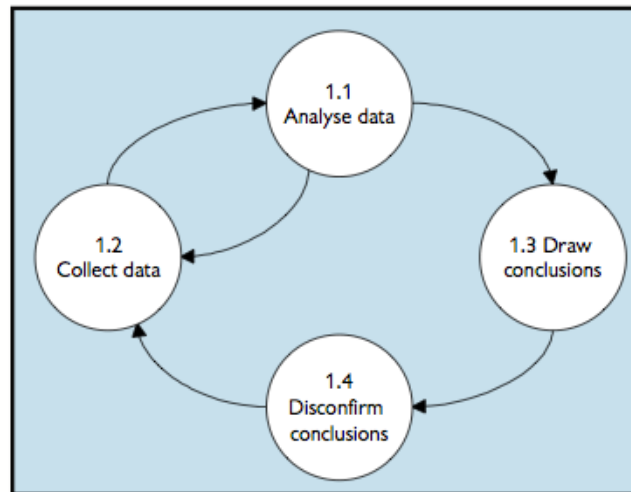 1.1
Analyse data
1.2
Collect data
1.3 Draw
conclusions
1.4
Disconfirm
conclusions